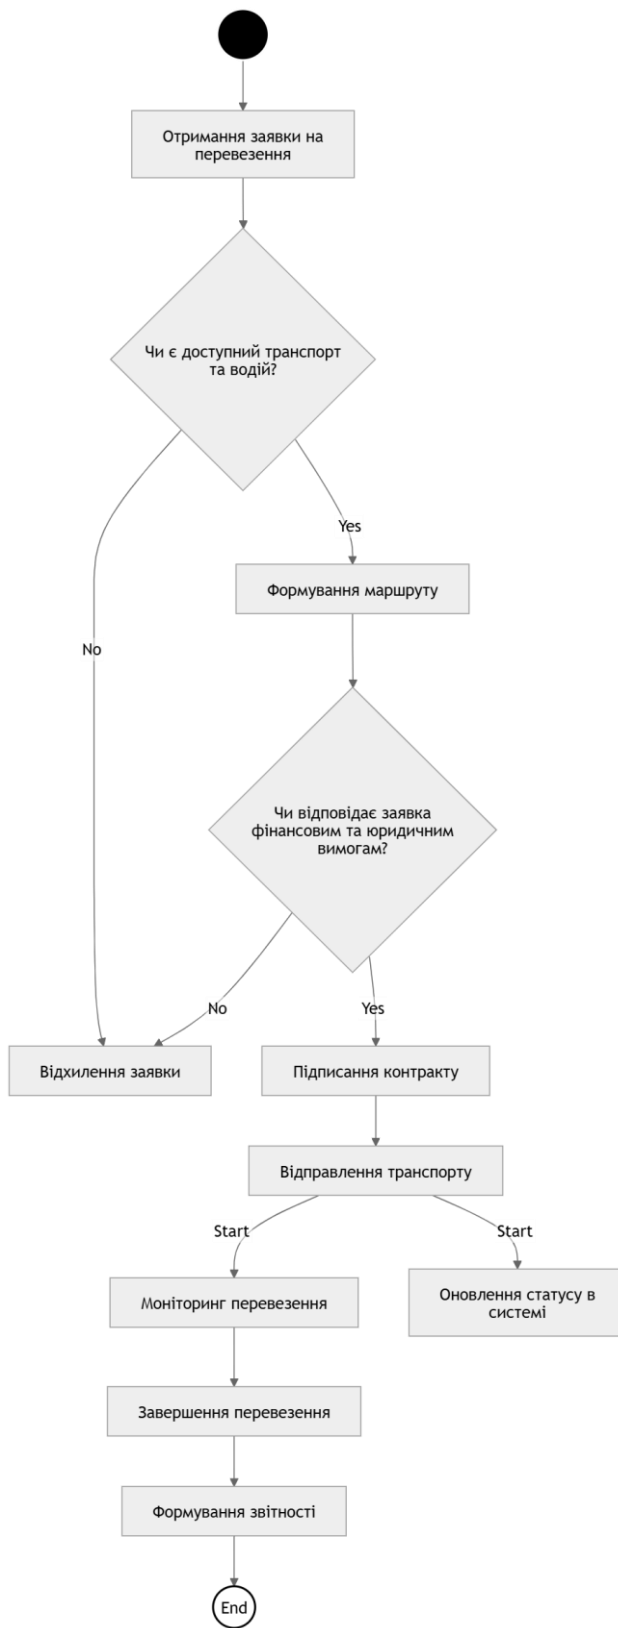 Отримання заявки на
перевезення
Чи є доступний транспорт
та водій?
Yes
Формування маршруту
No
Чи відповідає заявка
фінансовим та юридичним
вимогам?
No
Yes
Відхилення заявки
Підписання контракту
Відправлення транспорту
Start
Start
Моніторинг перевезення
Оновлення статусу в
системі
Завершення перевезення
Формування звітності
End